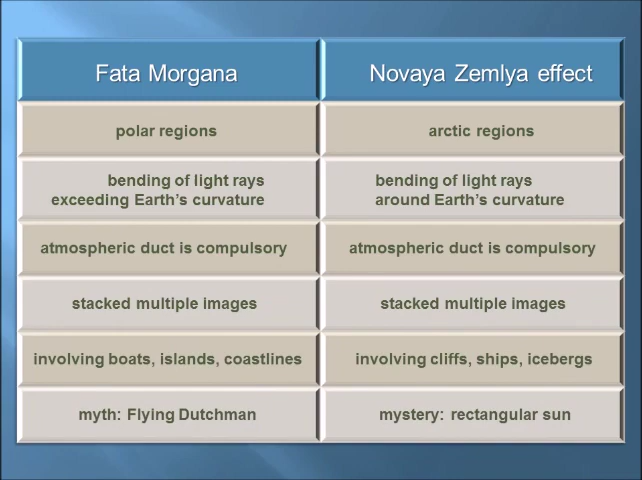 Fata Morgana
Novaya Zemlya effect
polar regions
arctic regions
bending of light rays
exceeding Earth's curvature
bending of light rays
around Earth's curvature
atmospheric duct is compulsory
atmospheric duct is compulsory
stacked multiple images
stacked multiple images
involving boats, islands, coastlines
involving cliffs, ships, icebergs
myth: Flying Dutchman
mystery: rectangular sun